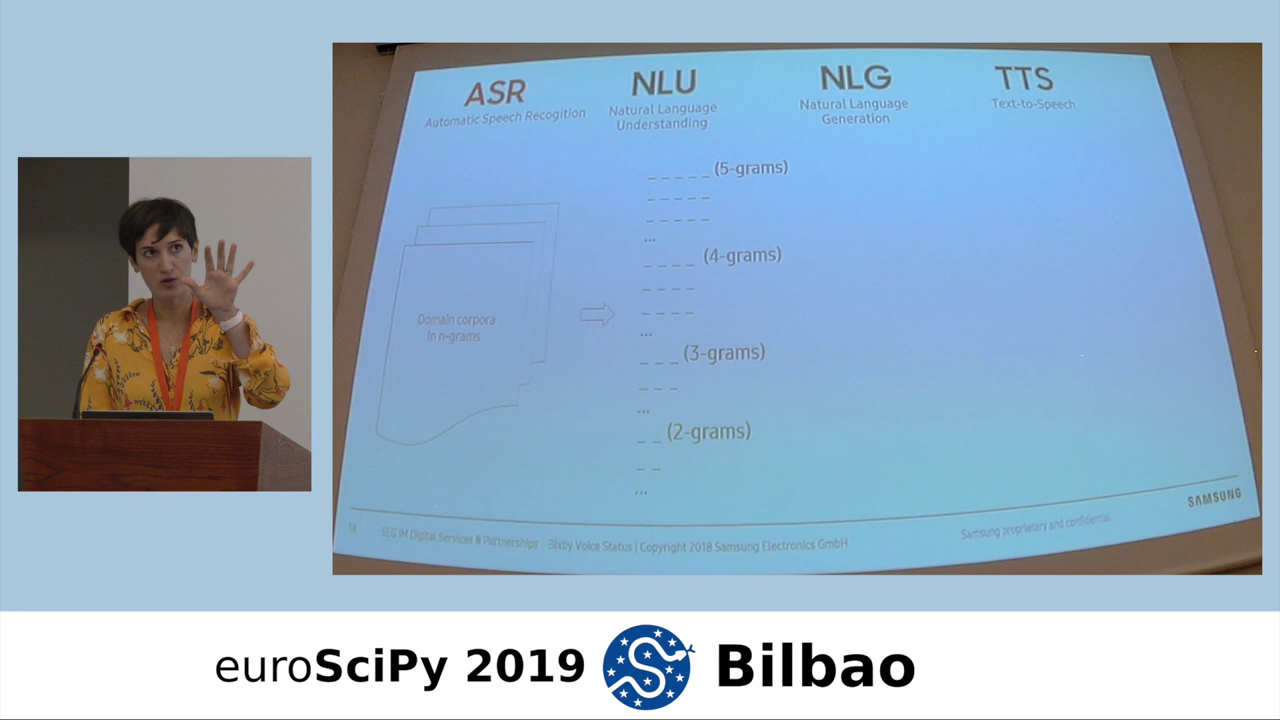 ASR
Automatic Speech Recogition
NLU
Natural Language
Understanding
NLG
Natural Language
Generation
TTS
Text-to-Speech
_ _ _ _ _ (5-grams)
_ _ _ _ _
_ _ _ _ _
...
_ _ _ _ (4-grams)
_ _ _ _
_ _ _ _
...
_ _ _ (3-grams)
_ _ _
...
_ _ (2-grams)
_ _
...
Domain corpora
in n-grams
SAMSUNG
18 SEG IM Digital Services & Partnerships | Bixby Voice Status | Copyright 2018 Samsung Electronics GmbH
Samsung proprietary and confidential.
euroSciPy 2019 Bilbao